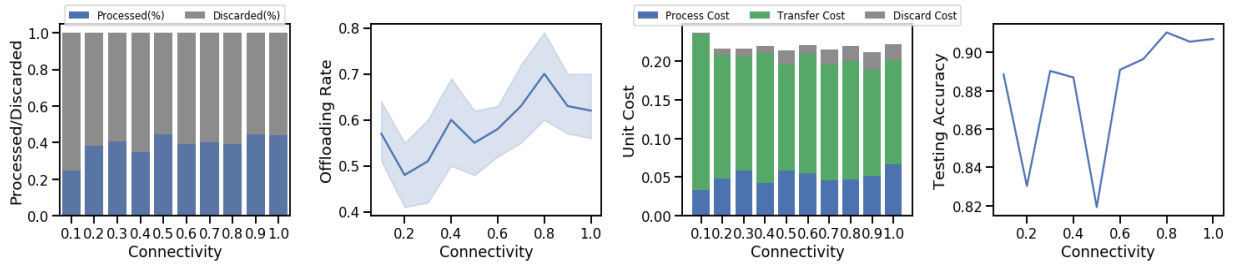 Processed(%) Discarded(%)
Processed/Discarded
1.0
0.8
0.6
0.4
0.2
0.0
0.1 0.2 0.3 0.4 0.5 0.6 0.7 0.8 0.9 1.0
Connectivity
Offloading Rate
0.8
0.7
0.6
0.5
0.4
0.2 0.4 0.6 0.8 1.0
Connectivity
Process Cost Transfer Cost Discard Cost
Unit Cost
0.20
0.15
0.10
0.05
0.00
0.10.20.30.40.50.60.70.80.91.0
Connectivity
Testing Accuracy
0.90
0.88
0.86
0.84
0.82
0.2 0.4 0.6 0.8 1.0
Connectivity